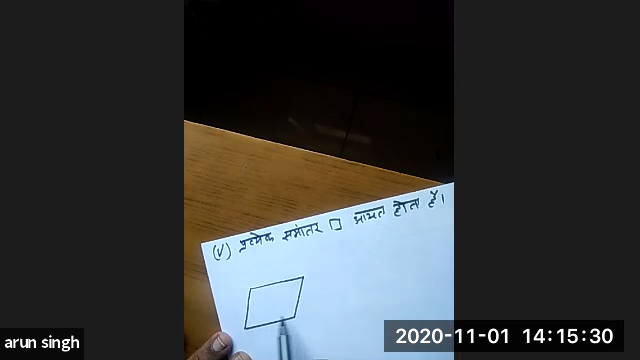 (V) प्रत्येक समांतर □ आयत होता है।
arun singh
2020-11-01 14:15:30